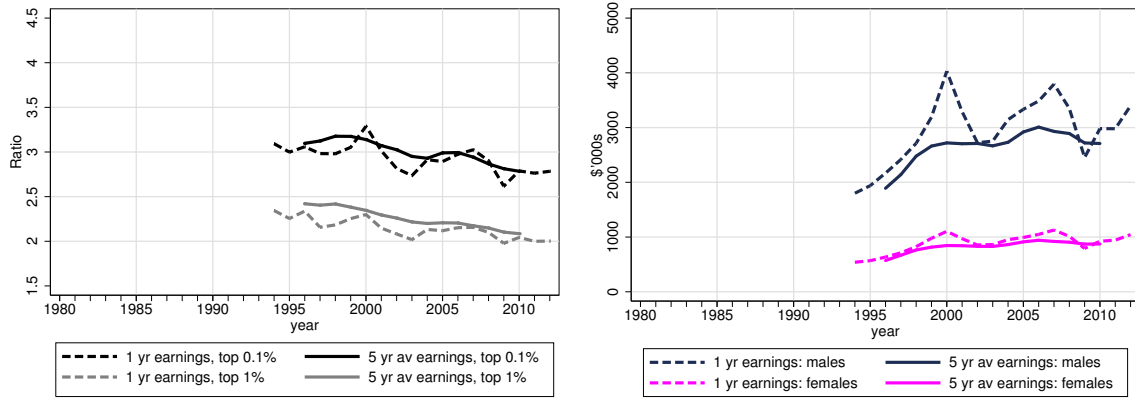 4.5
4
3.5
3
2.5
2
1.5
Ratio
1980 1985 1990 1995 2000 2005 2010
year
1 yr earnings, top 0.1% 5 yr av earnings, top 0.1%
1 yr earnings, top 1% 5 yr av earnings, top 1%
5000
4000
3000
2000
1000
0
$'000s
1980 1985 1990 1995 2000 2005 2010
year
1 yr earnings: males 5 yr av earnings: males
1 yr earnings: females 5 yr av earnings: females